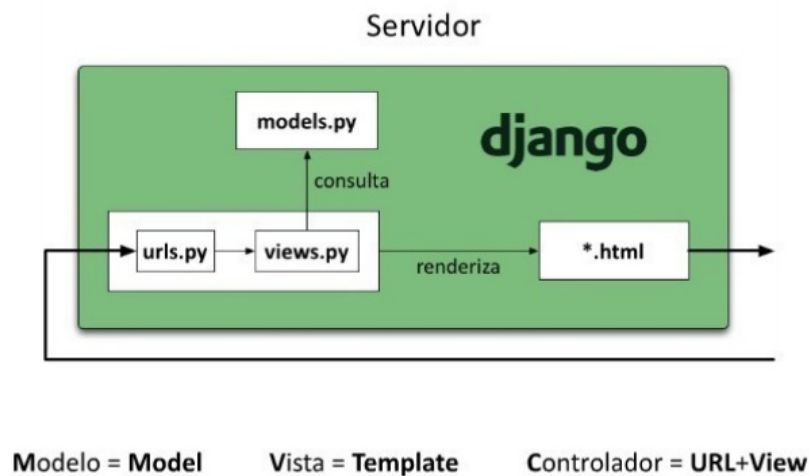 Servidor
models.py
django
consulta
urls.py
views.py
*.html
renderiza
Modelo = Model Vista = Template Controlador = URL+View